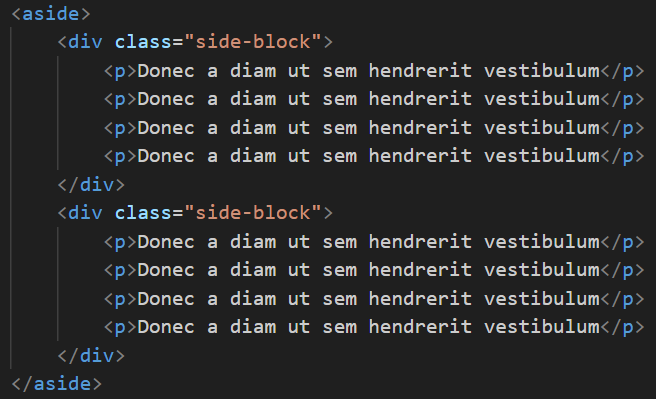 <aside>
<div class="side-block">
<p>Donec a diam ut sem hendrerit vestibulum</p>
<p>Donec a diam ut sem hendrerit vestibulum</p>
<p>Donec a diam ut sem hendrerit vestibulum</p>
<p>Donec a diam ut sem hendrerit vestibulum</p>
</div>
<div class="side-block">
<p>Donec a diam ut sem hendrerit vestibulum</p>
<p>Donec a diam ut sem hendrerit vestibulum</p>
<p>Donec a diam ut sem hendrerit vestibulum</p>
<p>Donec a diam ut sem hendrerit vestibulum</p>
</div>
</aside>